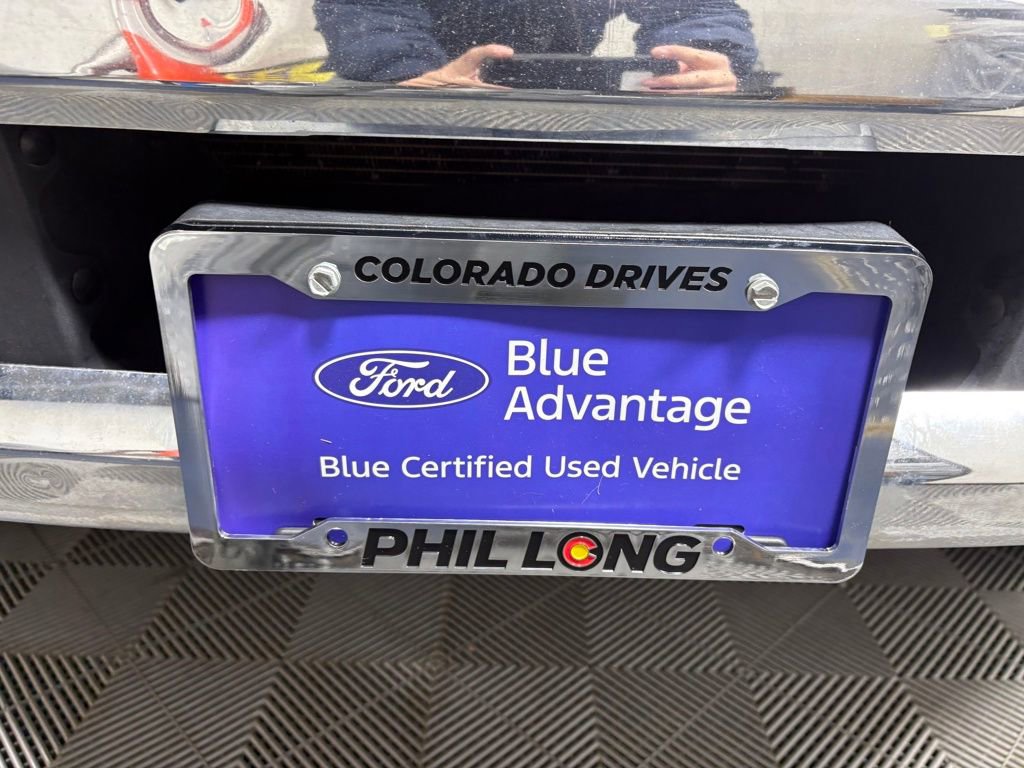 COLORADO DRIVES
Ford
Blue
Advantage
Blue Certified Used Vehicle
PHIL LONG